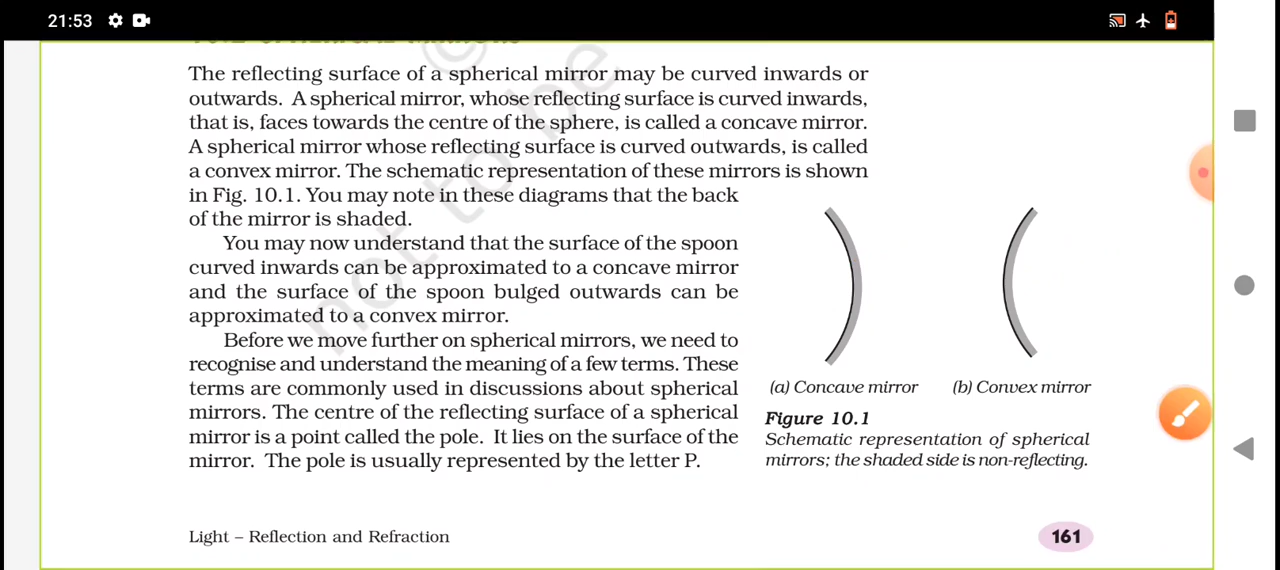 21:53
The reflecting surface of a spherical mirror may be curved inwards or
outwards. A spherical mirror, whose reflecting surface is curved inwards,
that is, faces towards the centre of the sphere, is called a concave mirror.
A spherical mirror whose reflecting surface is curved outwards, is called
a convex mirror. The schematic representation of these mirrors is shown
in Fig. 10.1. You may note in these diagrams that the back
of the mirror is shaded.
You may now understand that the surface of the spoon
curved inwards can be approximated to a concave mirror
and the surface of the spoon bulged outwards can be
approximated to a convex mirror.
Before we move further on spherical mirrors, we need to
recognise and understand the meaning of a few terms. These
terms are commonly used in discussions about spherical
mirrors. The centre of the reflecting surface of a spherical
mirror is a point called the pole. It lies on the surface of the
mirror. The pole is usually represented by the letter P.
(a) Concave mirror (b) Convex mirror
Figure 10.1
Schematic representation of spherical
mirrors; the shaded side is non-reflecting.
Light – Reflection and Refraction
161
© not to be